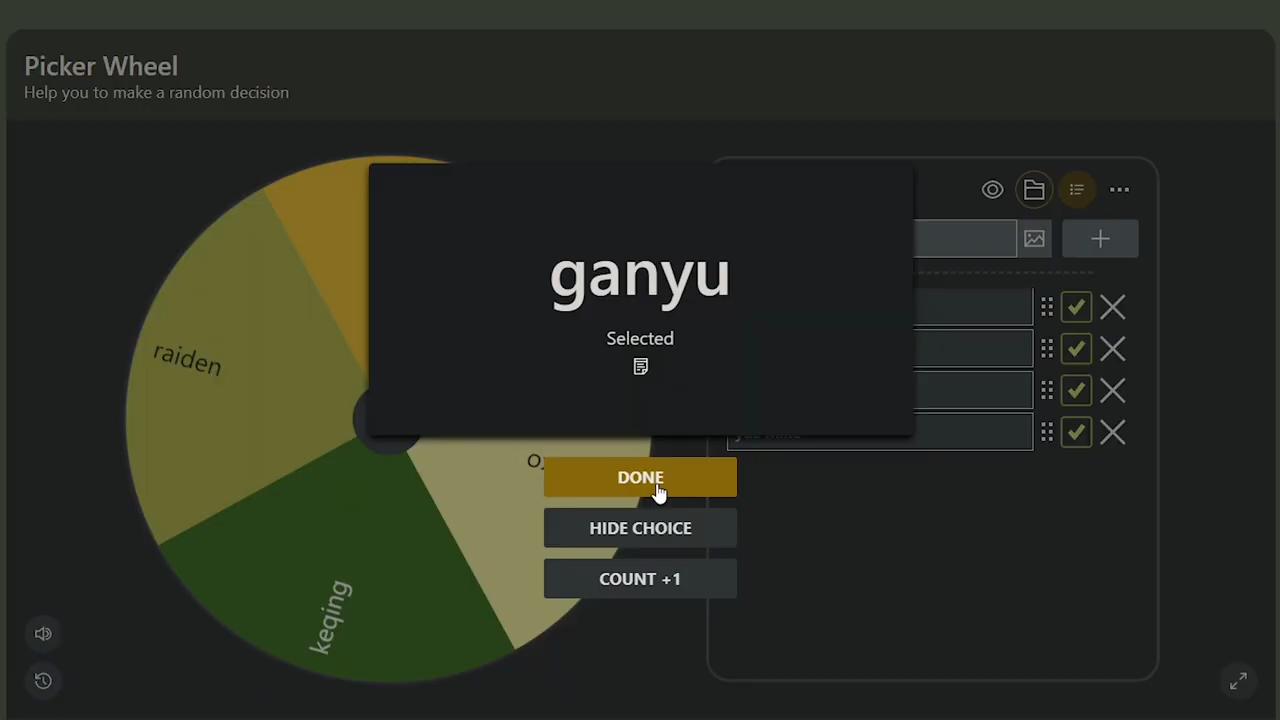 Picker Wheel
Help you to make a random decision
ganyu
Selected
raiden
DONE
HIDE CHOICE
COUNT +1
keqing